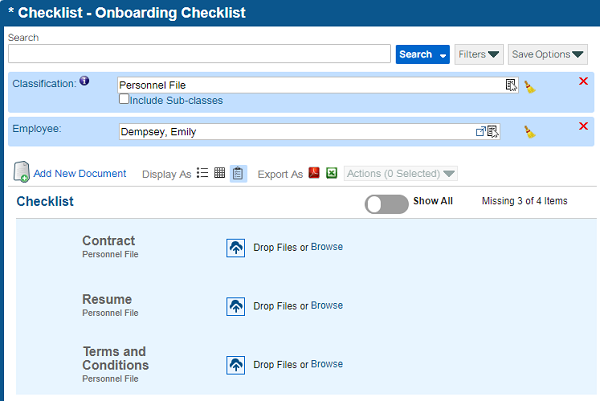 * Checklist - Onboarding Checklist
Search
Search Filters Save Options
Classification: Personnel File
Include Sub-classes
Employee: Dempsey, Emily
Add New Document Display As Export As Actions (0 Selected)
Checklist Show All Missing 3 of 4 Items
Contract
Personnel File
Drop Files or Browse
Resume
Personnel File
Drop Files or Browse
Terms and
Conditions
Personnel File
Drop Files or Browse